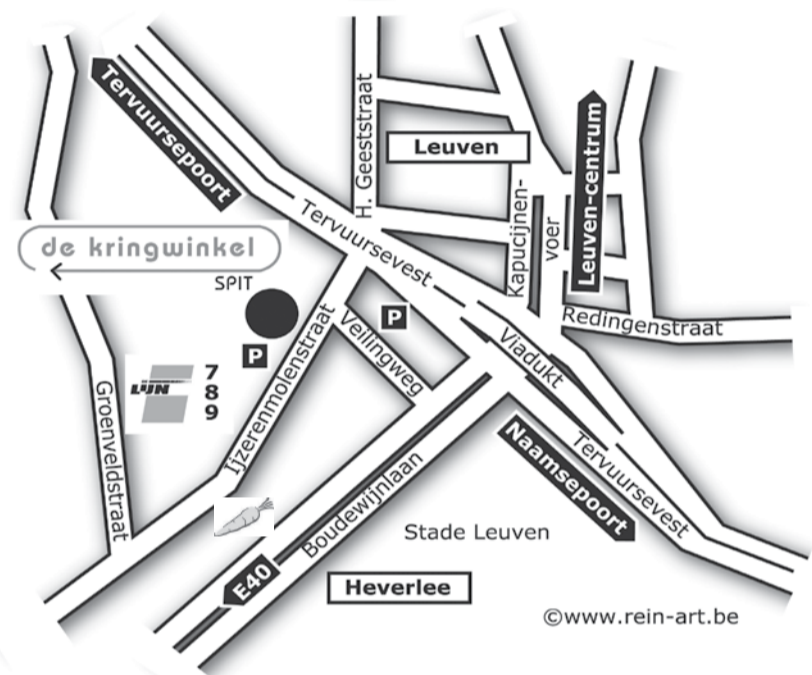 Tervuursepoort
H. Geeststraat
Leuven
Leuven-centrum
Kapucijnen-
voer
Tervuursevest
de kringwinkel
SPIT
P
P
Redingenstraat
Viadukt
Veilingweg
LIJN
7
8
9
Ijzerenmolenstraat
Groenveldstraat
Naamsepoort
Tervuursevest
Boudewijnlaan
Stade Leuven
E40
Heverlee
©www.rein-art.be